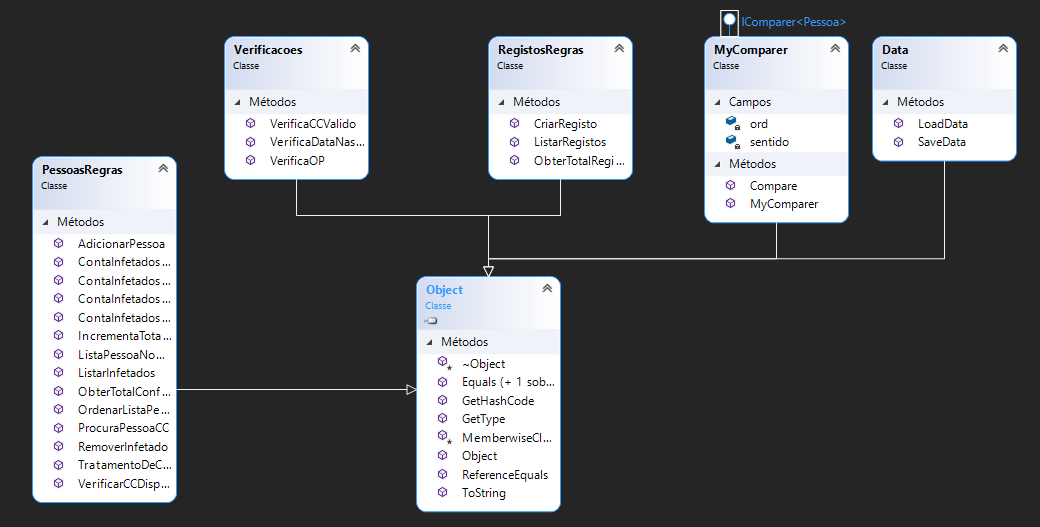 IComparer<Pessoa>
Verificacoes
Classe
Métodos
VerificaCCValido
VerificaDataNas...
VerificaOP
RegistosRegras
Classe
Métodos
CriarRegisto
ListarRegistos
ObterTotalRegi...
MyComparer
Classe
Campos
ord
sentido
Métodos
Compare
MyComparer
Data
Classe
Métodos
LoadData
SaveData
PessoasRegras
Classe
Métodos
AdicionarPessoa
ContaInfetados...
ContaInfetados...
ContaInfetados...
ContaInfetados...
IncrementaTota...
ListaPessoaNo...
ListarInfetados
ObterTotalConf...
OrdenarListaPe...
ProcuraPessoaCC
RemoverInfetado
TratamentoDeC...
VerificarCCDisp...
Object
Classe
Métodos
~Object
Equals (+ 1 sob...
GetHashCode
GetType
MemberwiseCl...
Object
ReferenceEquals
ToString